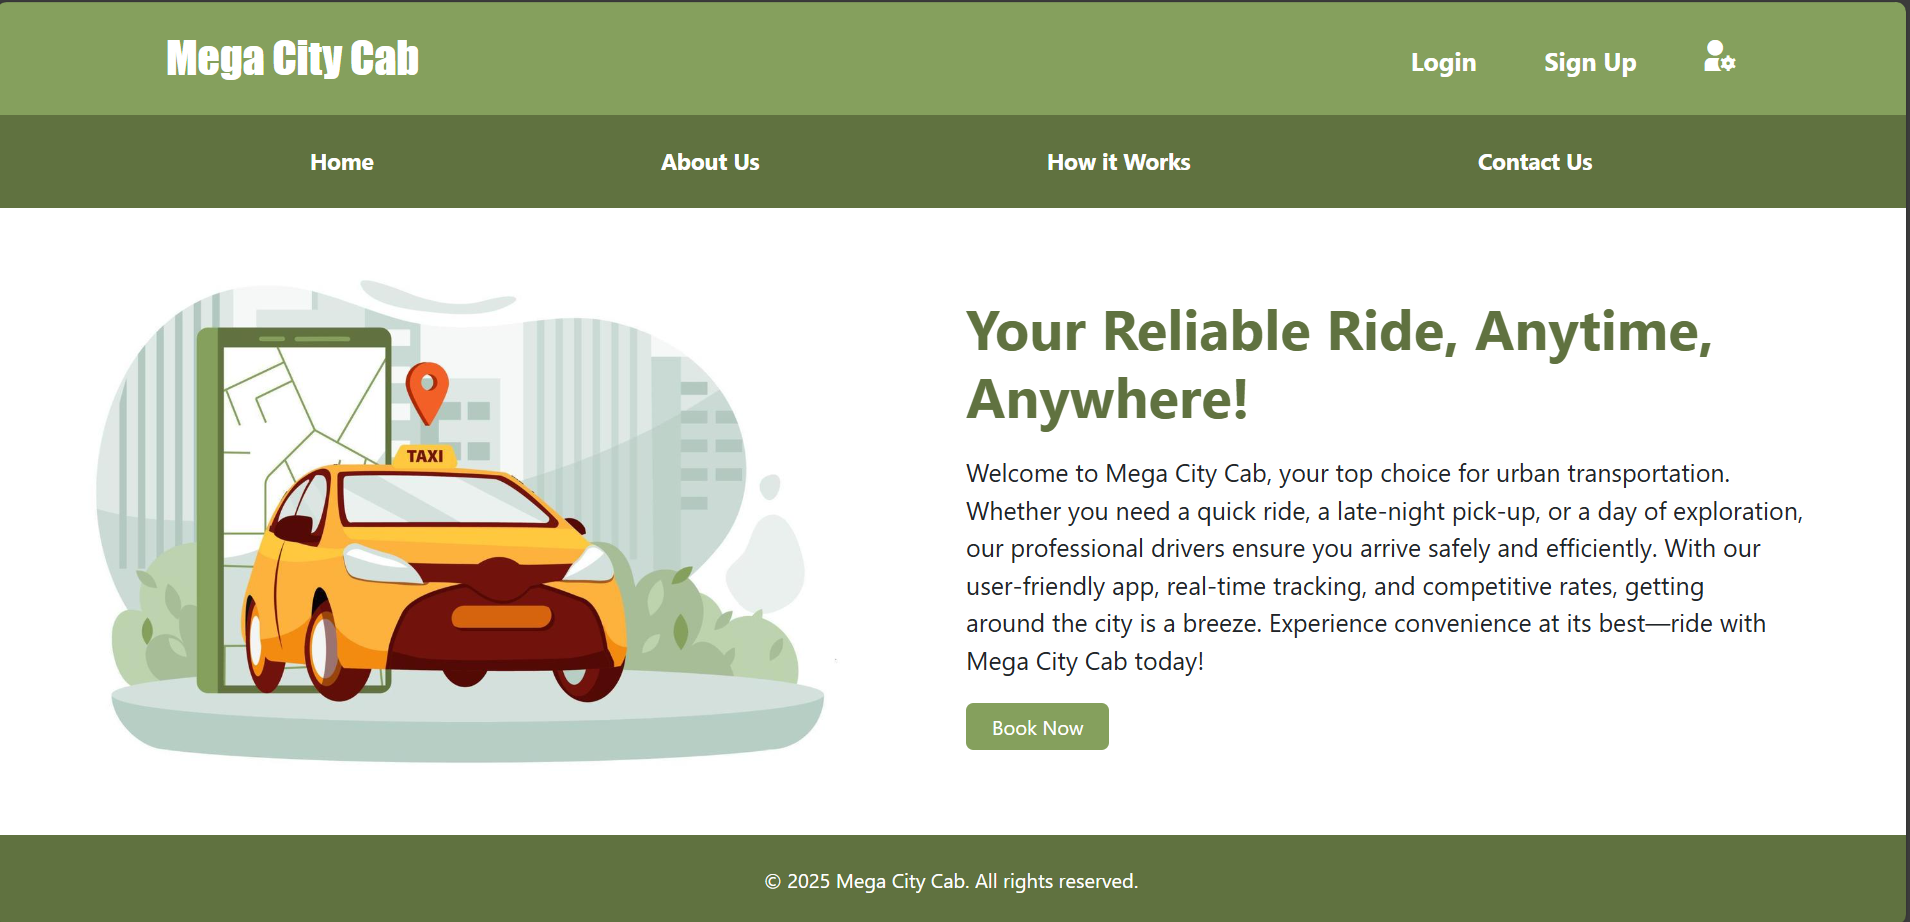 Mega City Cab
Login
Sign Up
Home
About Us
How it Works
Contact Us
TAXI
Your Reliable Ride, Anytime,
Anywhere!
Welcome to Mega City Cab, your top choice for urban transportation.
Whether you need a quick ride, a late-night pick-up, or a day of exploration,
our professional drivers ensure you arrive safely and efficiently. With our
user-friendly app, real-time tracking, and competitive rates, getting
around the city is a breeze. Experience convenience at its best—ride with
Mega City Cab today!
Book Now
© 2025 Mega City Cab. All rights reserved.